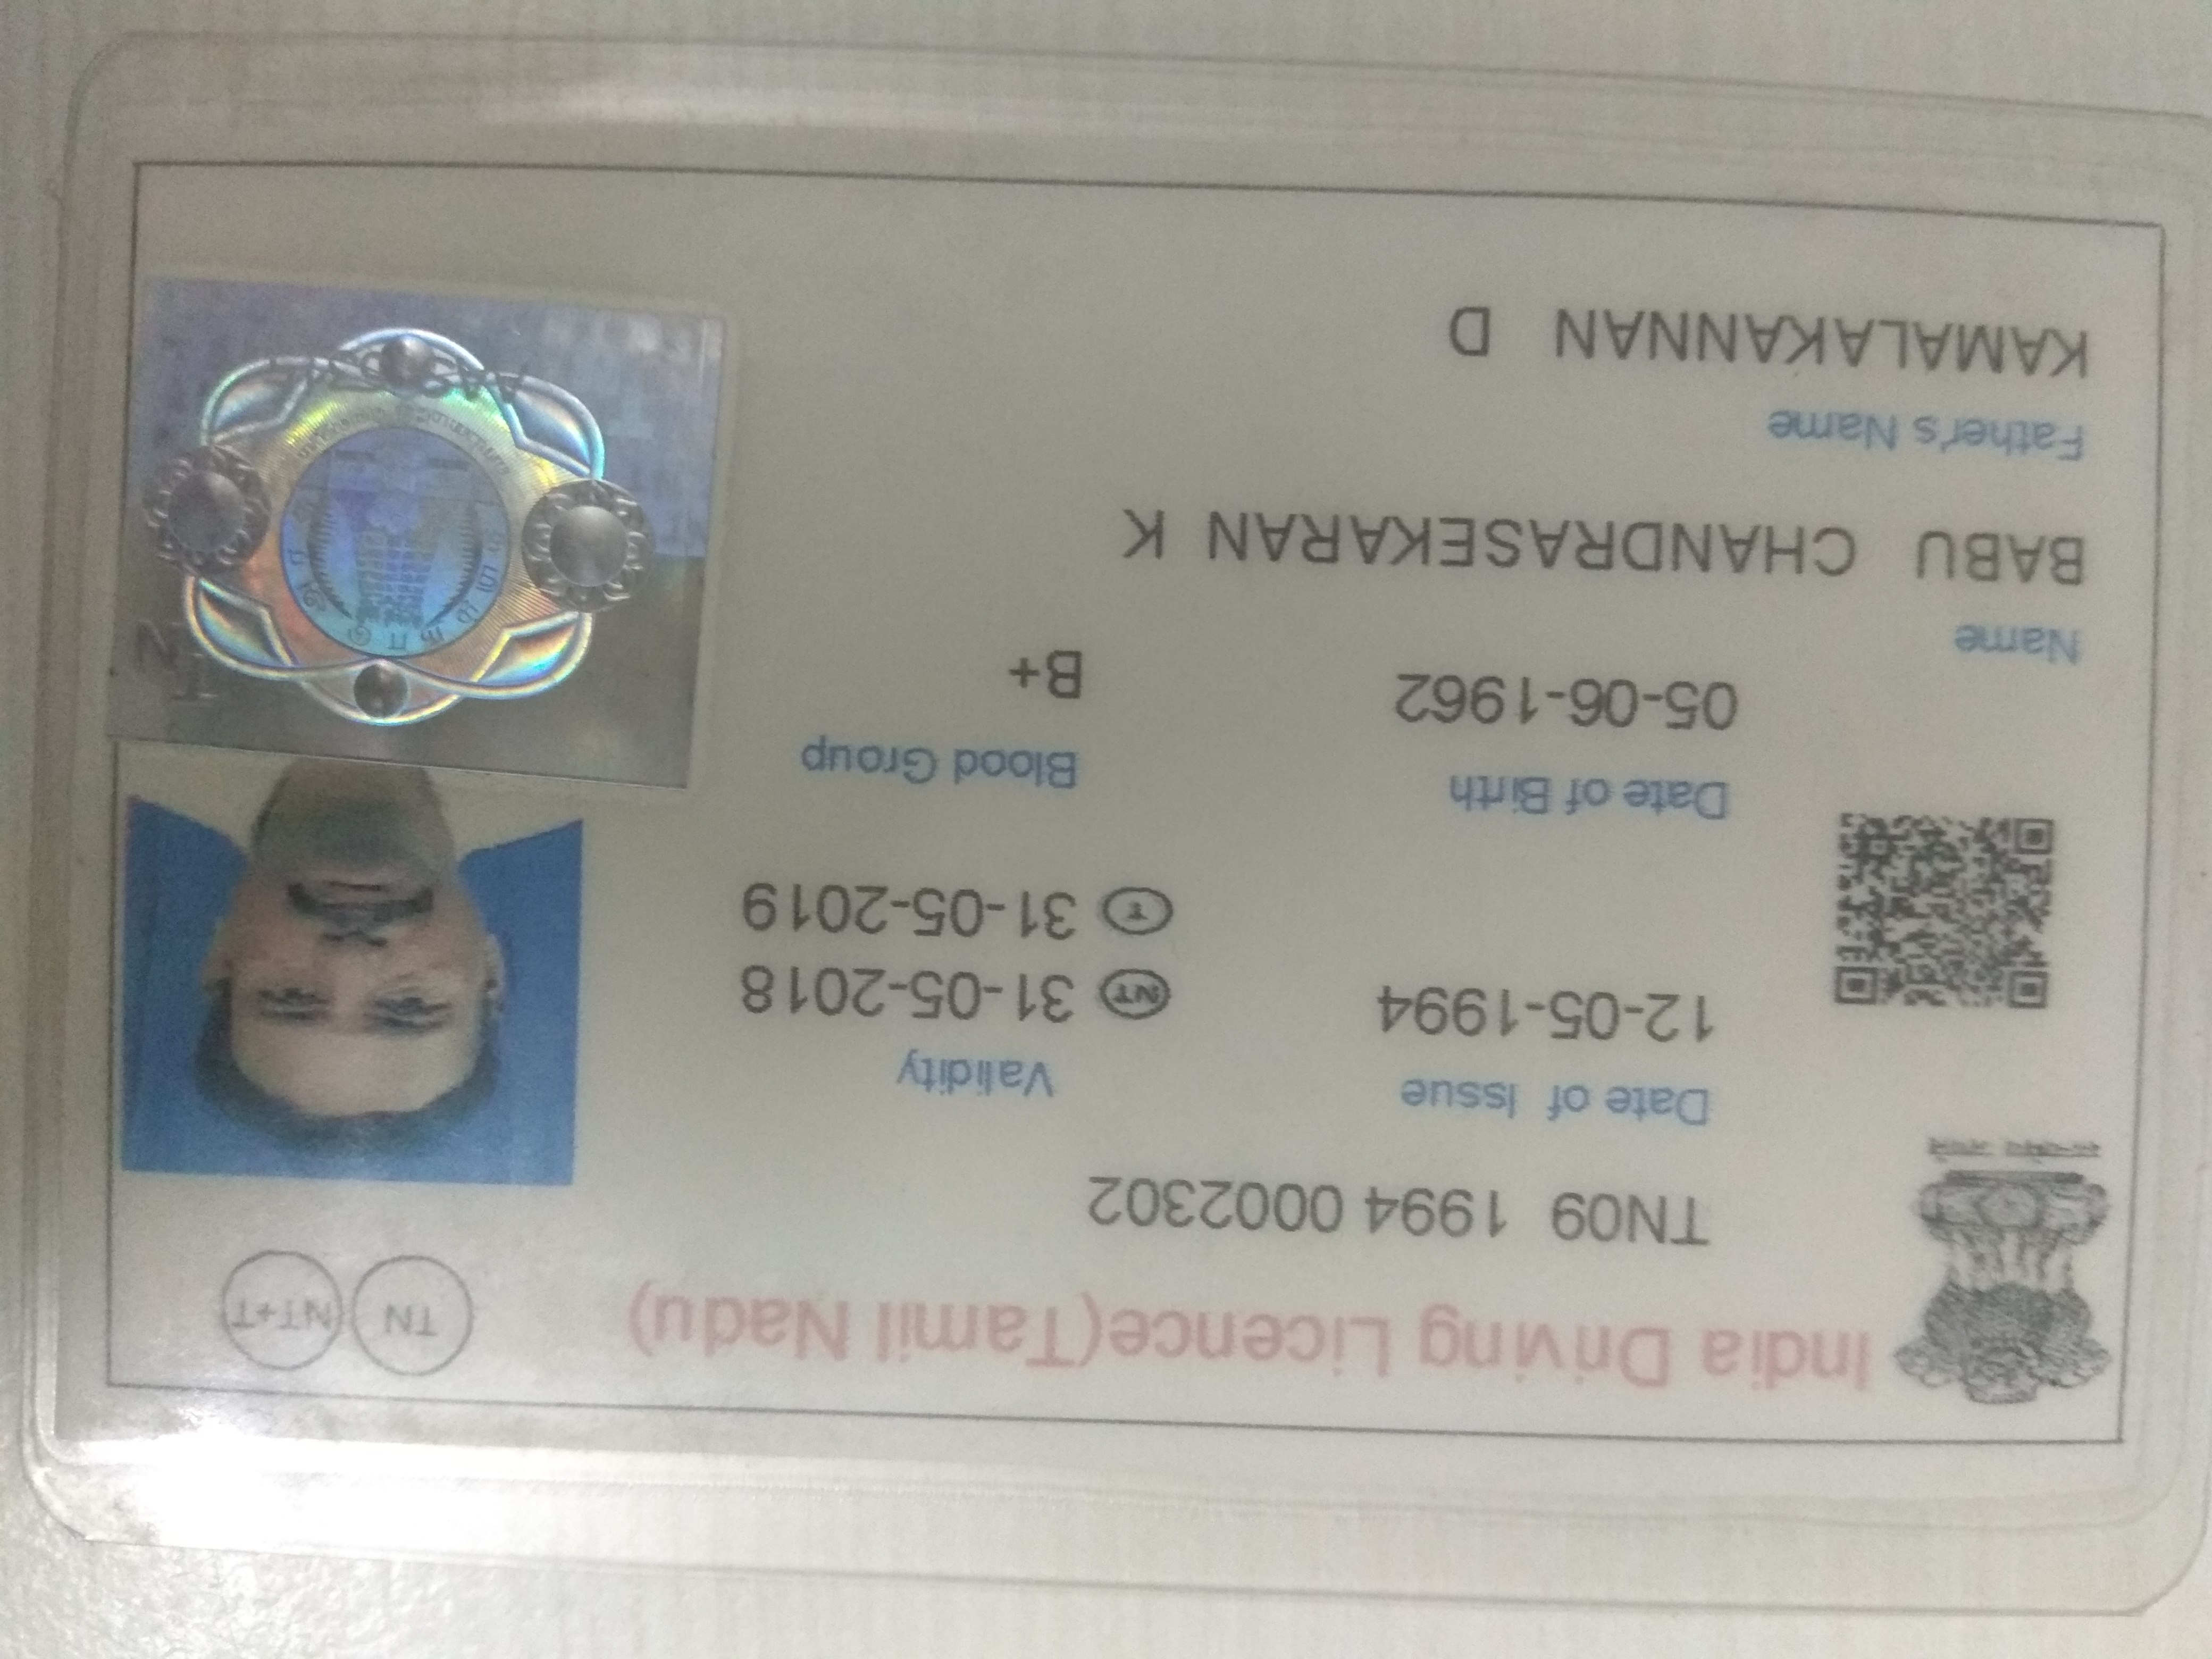 India Driving Licence(Tamil Nadu)
TN NT+T
TN09 1994 0002302
Date of Issue Validity
12-05-1994 NT 31-05-2018
T 31-05-2019
Date of Birth Blood Group
05-06-1962 B+
Name
BABU CHANDRASEKARAN K
Father's Name
KAMALAKANNAN D